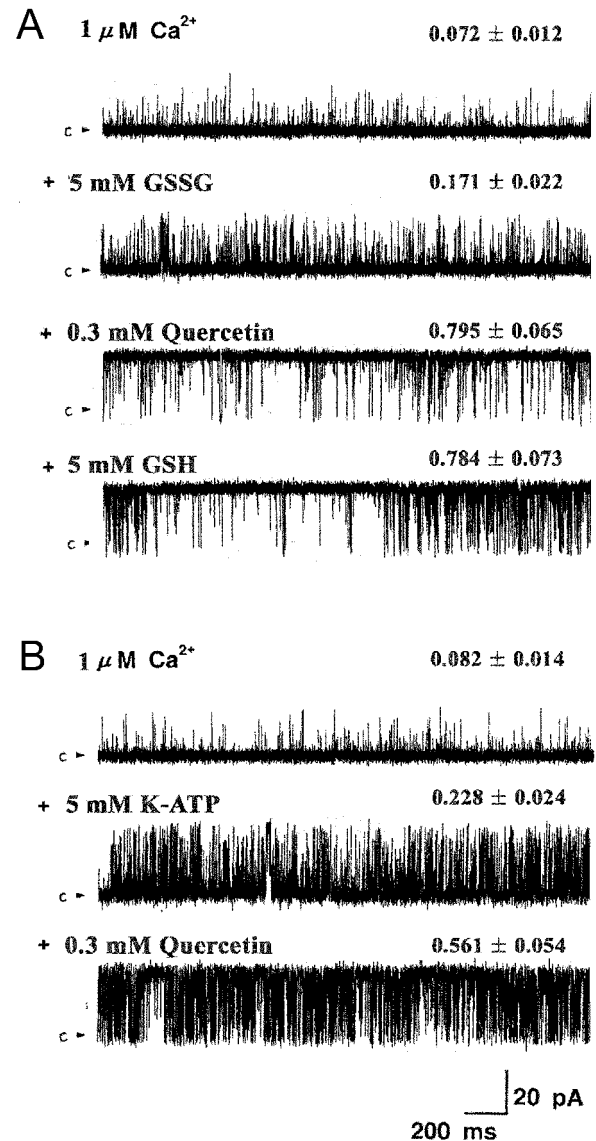 A 1 μM Ca²⁺ 0.072 ± 0.012
C
+ 5 mM GSSG 0.171 ± 0.022
C
+ 0.3 mM Quercetin 0.795 ± 0.065
C
+ 5 mM GSH 0.784 ± 0.073
C
B 1 μM Ca²⁺ 0.082 ± 0.014
C
+ 5 mM K-ATP 0.228 ± 0.024
C
+ 0.3 mM Quercetin 0.561 ± 0.054
C
20 pA
200 ms